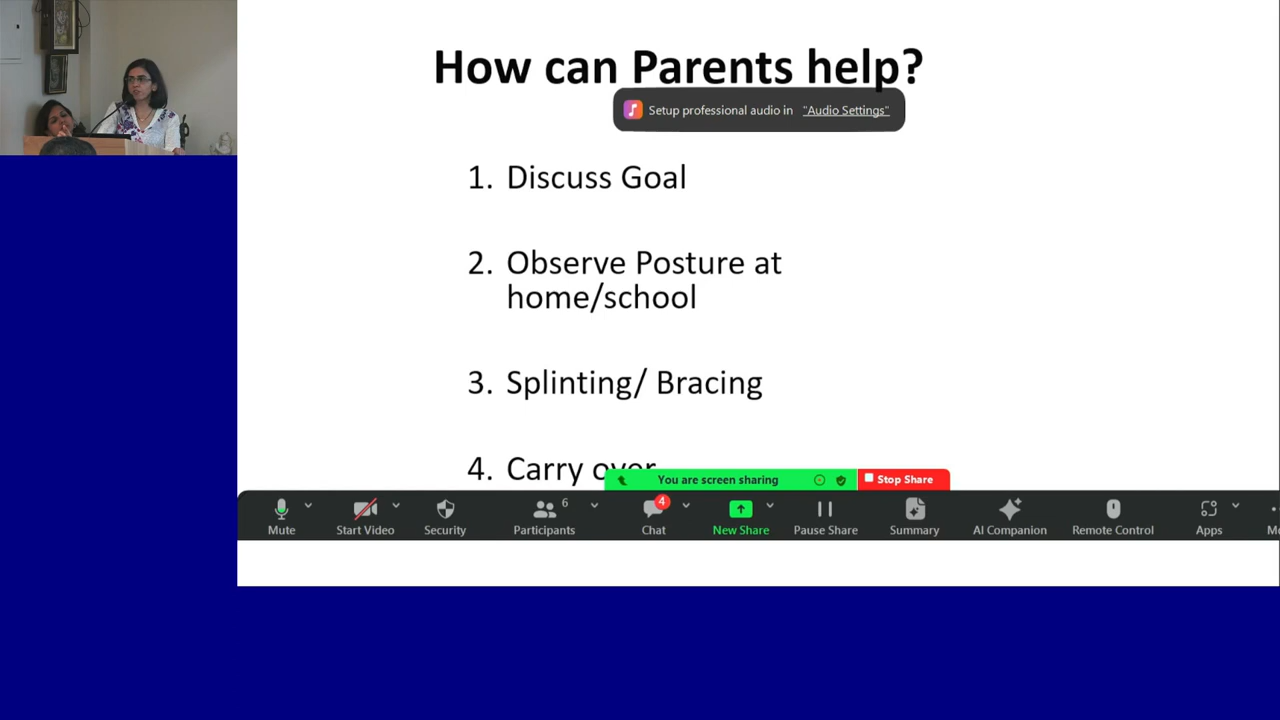 How can Parents help?
Setup professional audio in "Audio Settings"
1. Discuss Goal
2. Observe Posture at
home/school
3. Splinting/ Bracing
4. Carry over
You are screen sharing
Stop Share
6
4
Mute
Start Video
Security
Participants
Chat
New Share
Pause Share
Summary
AI Companion
Remote Control
Apps